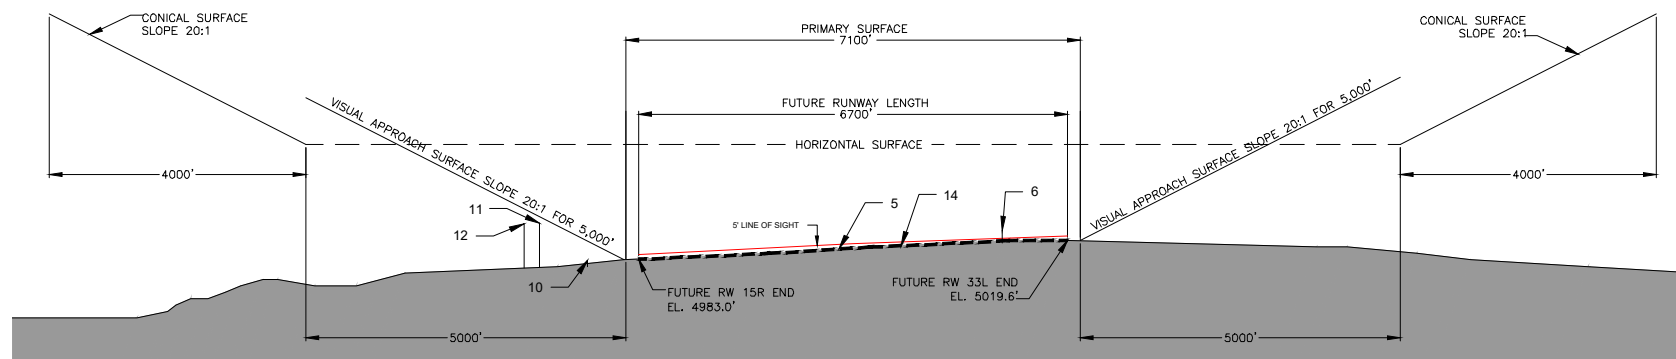 CONICAL SURFACE
SLOPE 20:1
PRIMARY SURFACE
7100'
CONICAL SURFACE
SLOPE 20:1
VISUAL APPROACH SURFACE SLOPE 20:1 FOR 5,000'
FUTURE RUNWAY LENGTH
6700'
VISUAL APPROACH SURFACE SLOPE 20:1 FOR 5,000'
HORIZONTAL SURFACE
4000'
4000'
11
12
10
5' LINE OF SIGHT
5
14
6
FUTURE RW 15R END
EL. 4983.0'
FUTURE RW 33L END
EL. 5019.6'
5000'
5000'